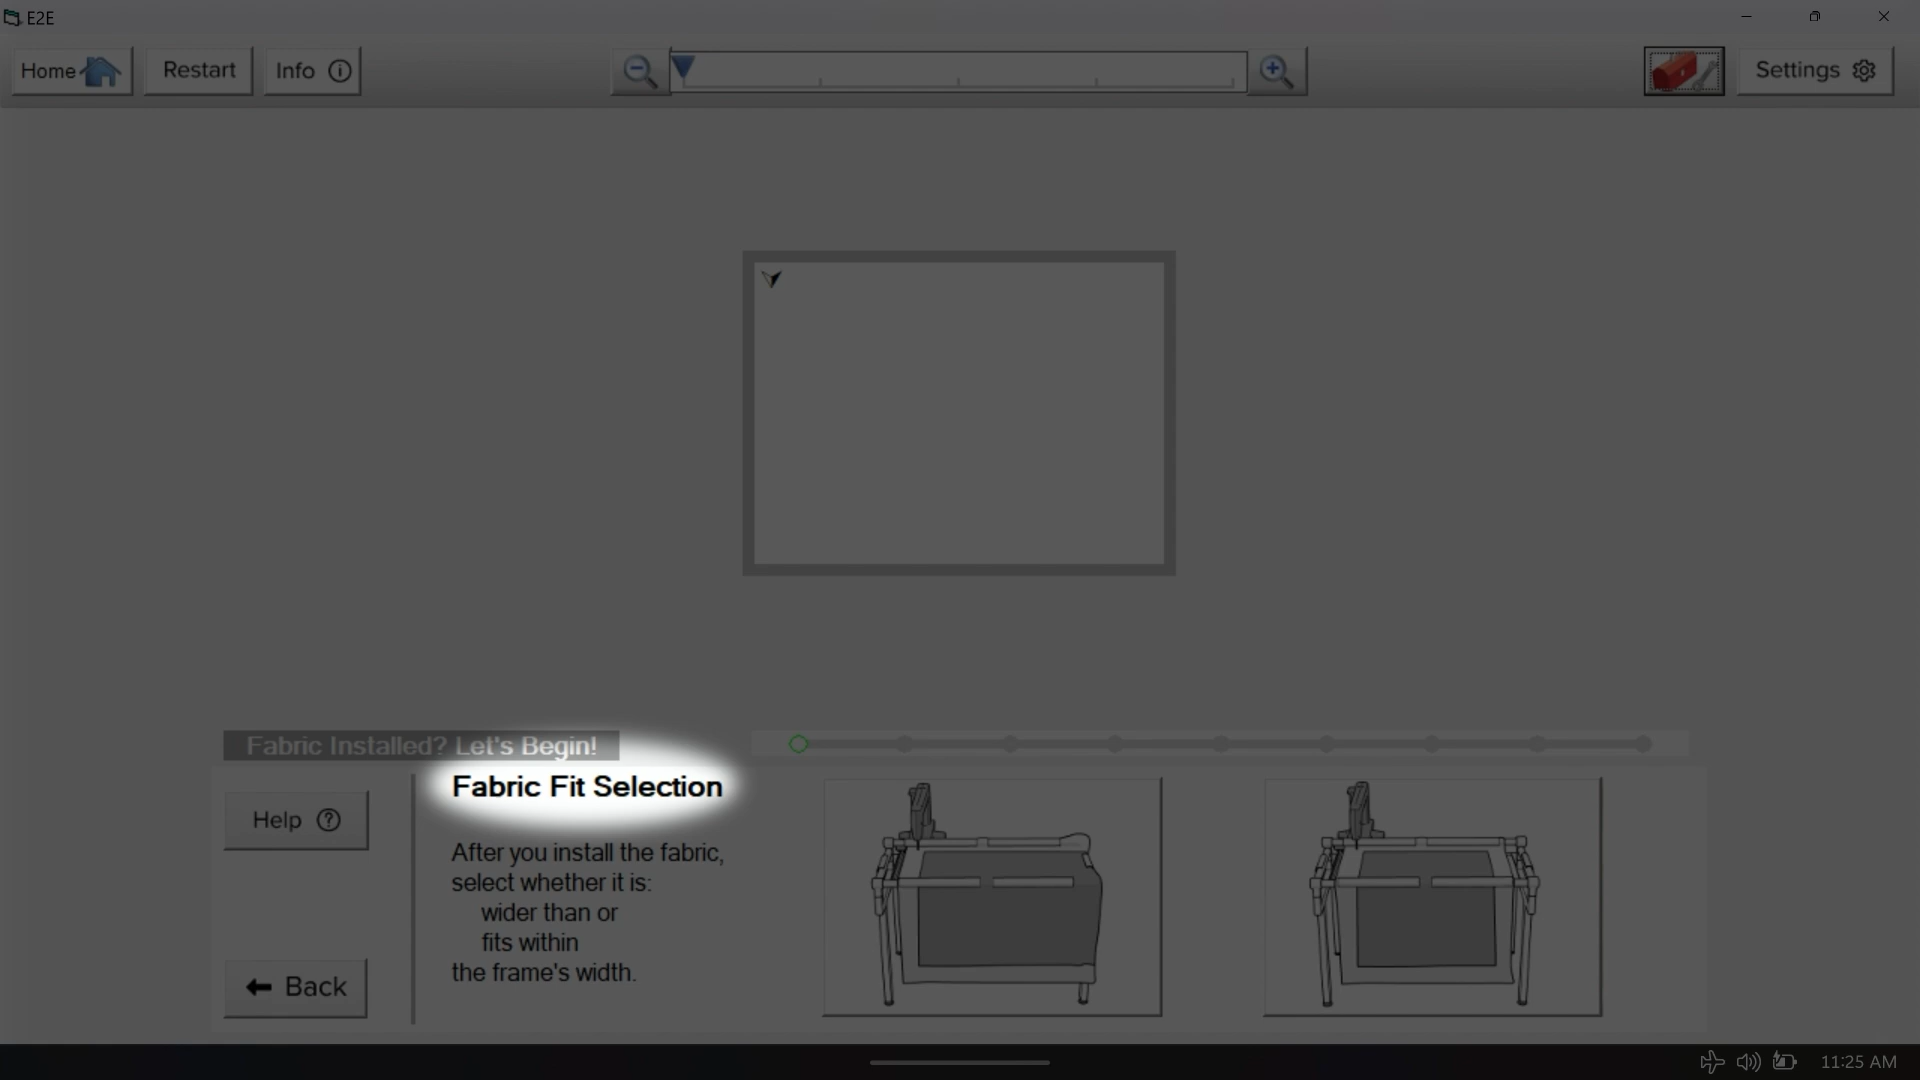 E2E
Home
Restart
Info
Settings
Fabric Installed? Let's Begin!
Fabric Fit Selection
Help
After you install the fabric,
select whether it is:
wider than or
fits within
the frame's width.
Back
11:25 AM